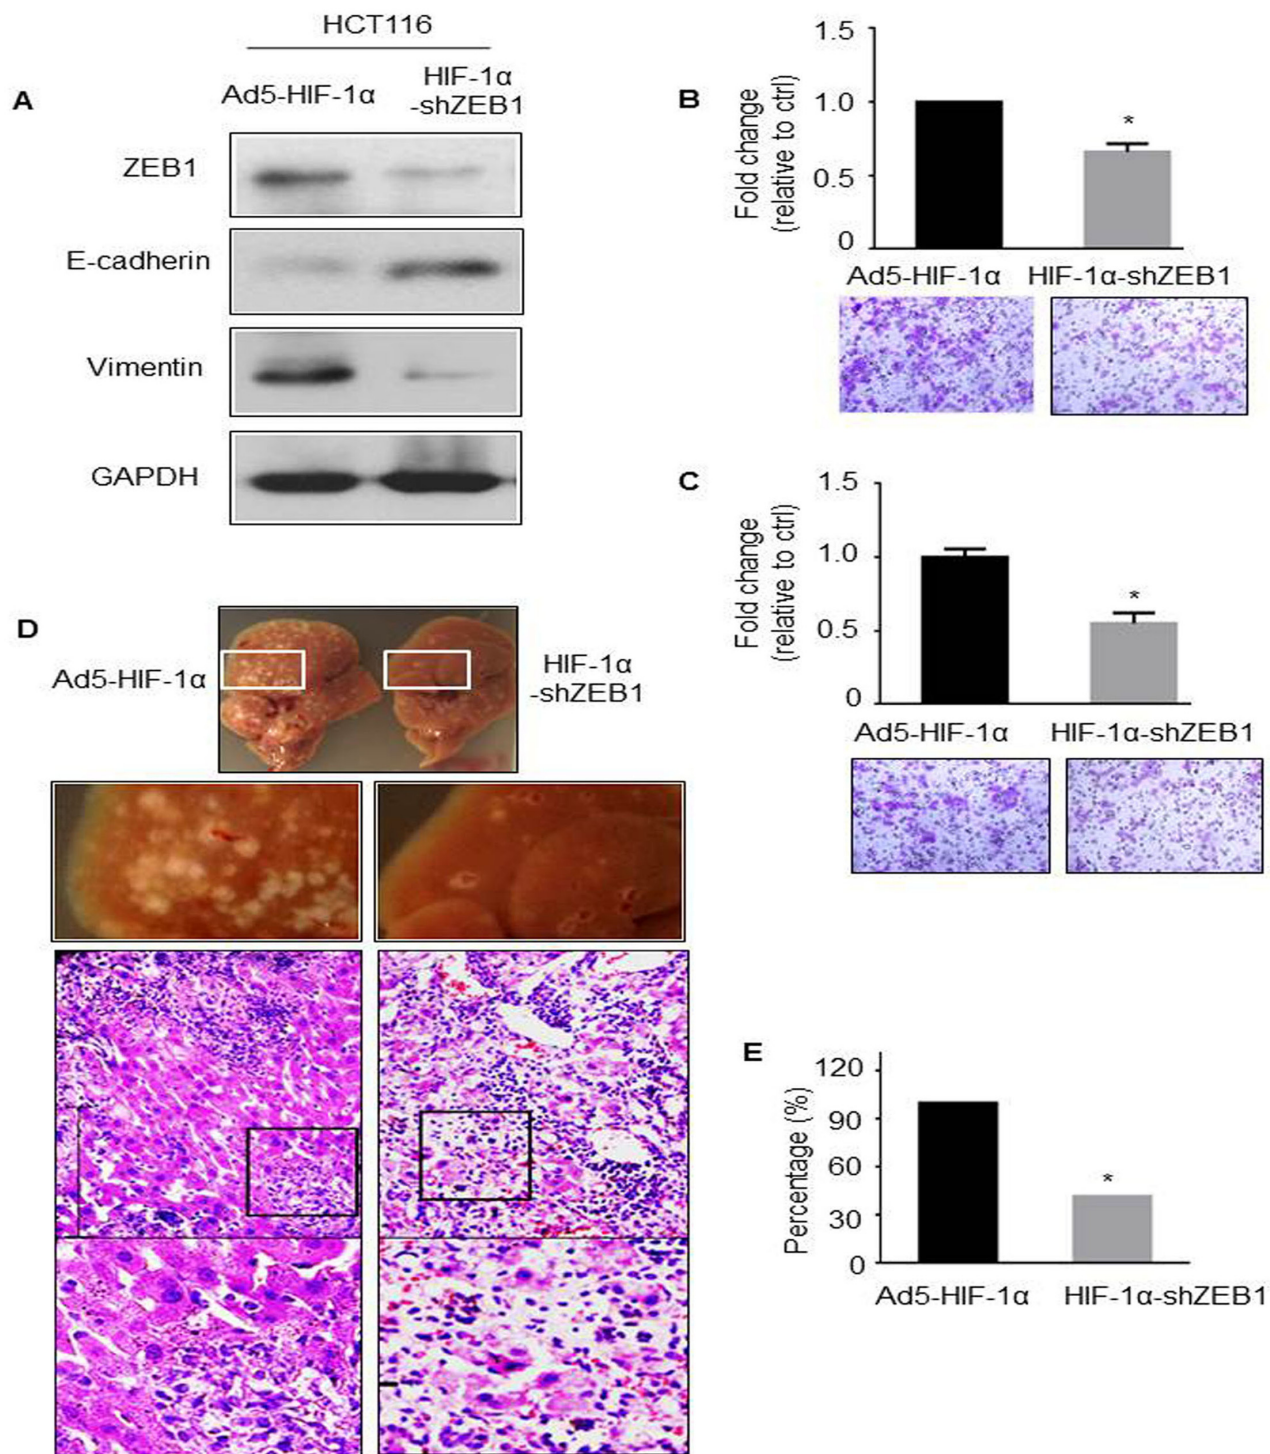 HCT116
A
Ad5-HIF-1α
HIF-1α
-shZEB1
ZEB1
E-cadherin
Vimentin
GAPDH
B
Fold change
(relative to ctrl)
1.5
1.0
0.5
0
*
Ad5-HIF-1α
HIF-1α-shZEB1
C
Fold change
(relative to ctrl)
1.5
1.0
0.5
0
*
Ad5-HIF-1α
HIF-1α-shZEB1
D
Ad5-HIF-1α
HIF-1α
-shZEB1
E
Percentage (%)
120
90
60
30
0
*
Ad5-HIF-1α
HIF-1α-shZEB1